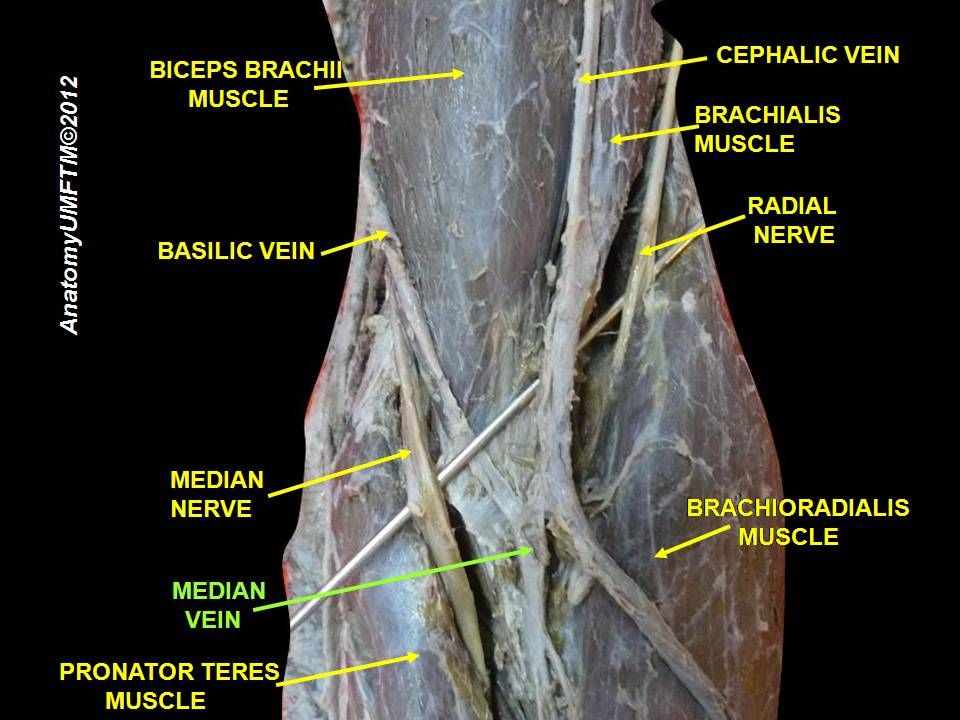 AnatomyUMFTM©2012
BICEPS BRACHII
MUSCLE
CEPHALIC VEIN
BRACHIALIS
MUSCLE
RADIAL
NERVE
BASILIC VEIN
MEDIAN
NERVE
BRACHIORADIALIS
MUSCLE
MEDIAN
VEIN
PRONATOR TERES
MUSCLE